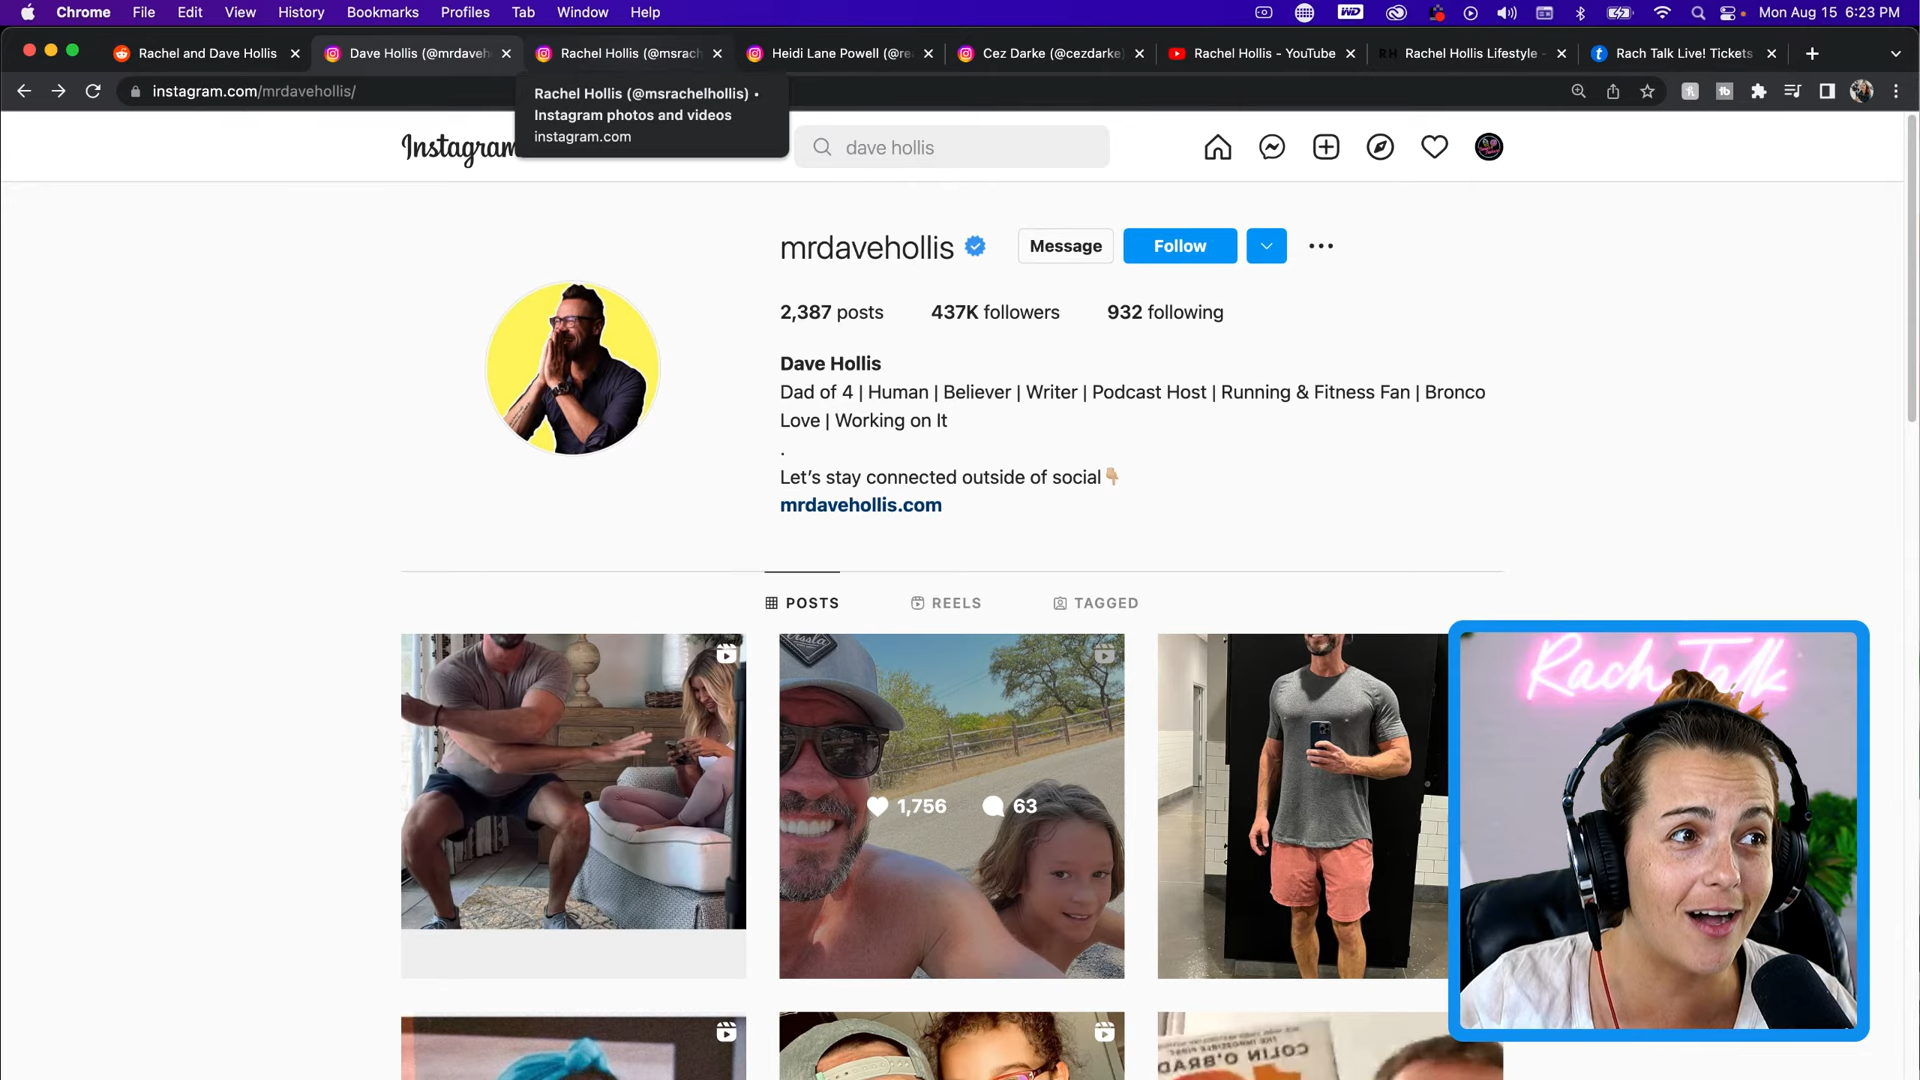 Chrome File Edit View History Bookmarks Profiles Tab Window Help Mon Aug 15 6:23 PM
Rachel and Dave Hollis Dave Hollis (@mrdaveh Rachel Hollis (@msrach Heidi Lane Powell (@re Cez Darke (@cezdarke) Rachel Hollis - YouTube RH Rachel Hollis Lifestyle - Rach Talk Live! Tickets
instagram.com/mrdavehollis/
Rachel Hollis (@msrachelhollis) •
Instagram photos and videos
instagram.com
Instagram
dave hollis
mrdavehollis Message Follow
2,387 posts 437K followers 932 following
Dave Hollis
Dad of 4 | Human | Believer | Writer | Podcast Host | Running & Fitness Fan | Bronco
Love | Working on It
.
Let's stay connected outside of social👇🏼
mrdavehollis.com
POSTS REELS TAGGED
1,756 63
Rach Talk
COLIN O'BRAD